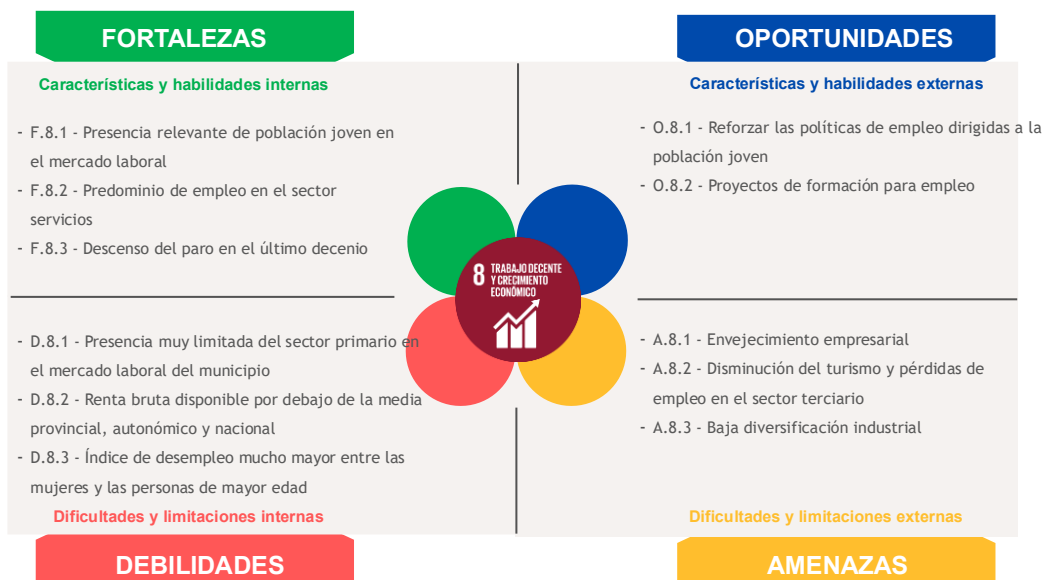 FORTALEZAS
Características y habilidades internas
- F.8.1 - Presencia relevante de población joven en
el mercado laboral
- F.8.2 - Predominio de empleo en el sector
servicios
- F.8.3 - Descenso del paro en el último decenio
OPORTUNIDADES
Características y habilidades externas
- O.8.1 - Reforzar las políticas de empleo dirigidas a la
población joven
- O.8.2 - Proyectos de formación para empleo
8 TRABAJO DECENTE
Y CRECIMIENTO
ECONÓMICO
- D.8.1 - Presencia muy limitada del sector primario en
el mercado laboral del municipio
- D.8.2 - Renta bruta disponible por debajo de la media
provincial, autonómico y nacional
- D.8.3 - Índice de desempleo mucho mayor entre las
mujeres y las personas de mayor edad
Dificultades y limitaciones internas
DEBILIDADES
- A.8.1 - Envejecimiento empresarial
- A.8.2 - Disminución del turismo y pérdidas de
empleo en el sector terciario
- A.8.3 - Baja diversificación industrial
Dificultades y limitaciones externas
AMENAZAS